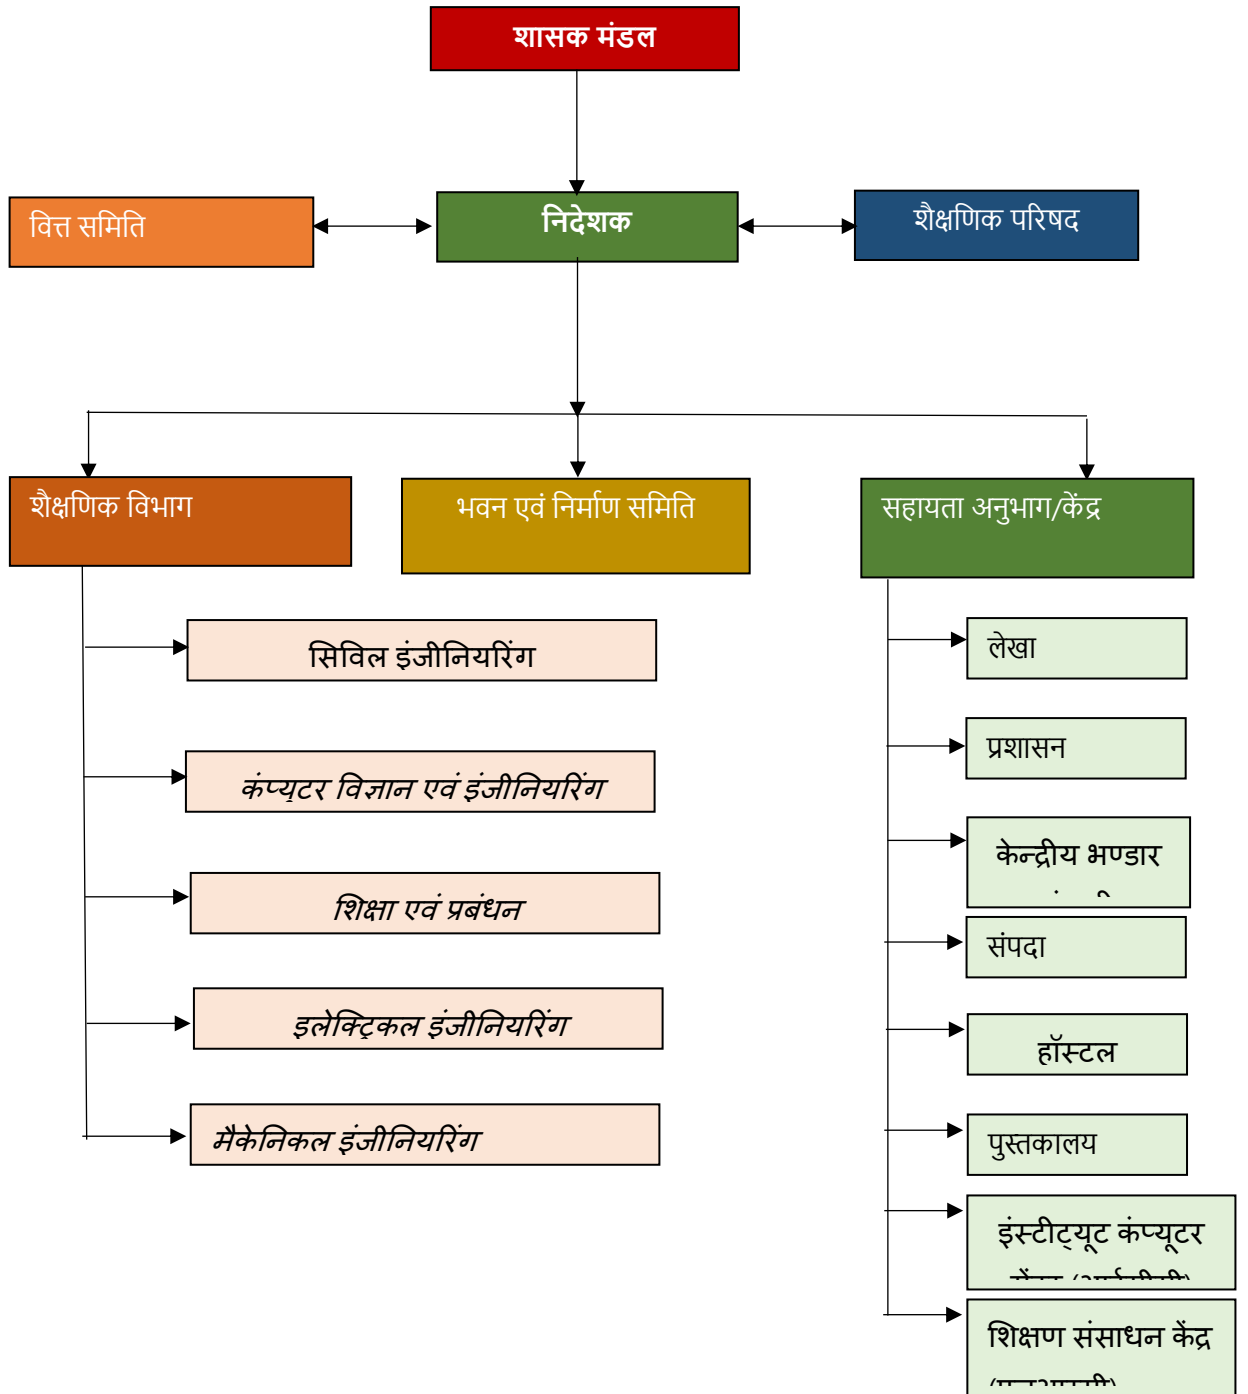 शासक मंडल
वित्त समिति
निदेशक
शैक्षणिक परिषद
शैक्षणिक विभाग
भवन एवं निर्माण समिति
सहायता अनुभाग/केंद्र
सिविल इंजीनियरिंग
कंप्यूटर विज्ञान एवं इंजीनियरिंग
शिक्षा एवं प्रबंधन
इलेक्ट्रिकल इंजीनियरिंग
मैकेनिकल इंजीनियरिंग
लेखा
प्रशासन
केन्द्रीय भण्डार
संपदा
हॉस्टल
पुस्तकालय
इंस्टीट्यूट कंप्यूटर
शिक्षण संसाधन केंद्र